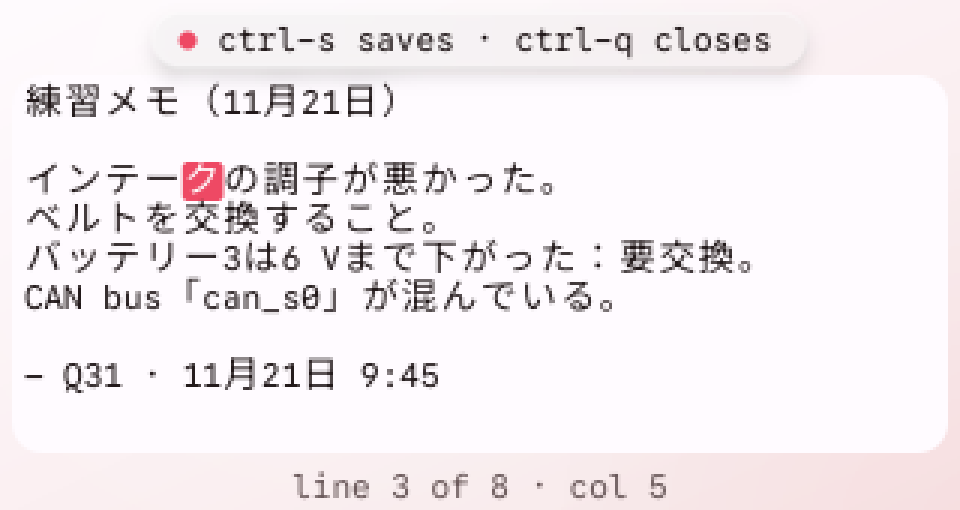 ctrl-s saves · ctrl-q closes
練習メモ（11月21日）
インテークの調子が悪かった。
ベルトを交換すること。
バッテリー3は6 Vまで下がった：要交換。
CAN bus「can_s0」が混んでいる。
– Q31 · 11月21日 9:45
line 3 of 8 · col 5